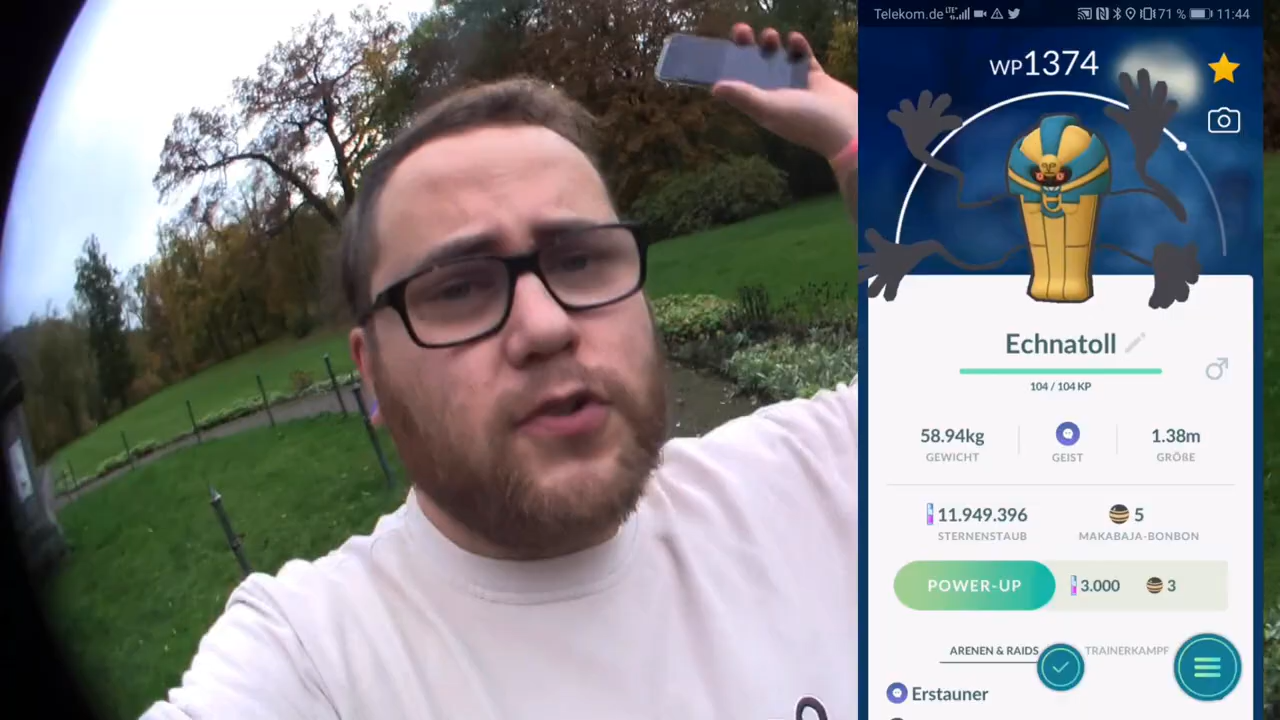 Telekom.de LTE 71 % 11:44
WP1374
Echnatoll
104 / 104 KP
58.94kg 1.38m
GEWICHT GEIST GRÖßE
11.949.396 5
STERNENSTAUB MAKABAJA-BONBON
POWER-UP 3.000 3
ARENEN & RAIDS TRAINERKAMPF
Erstauner